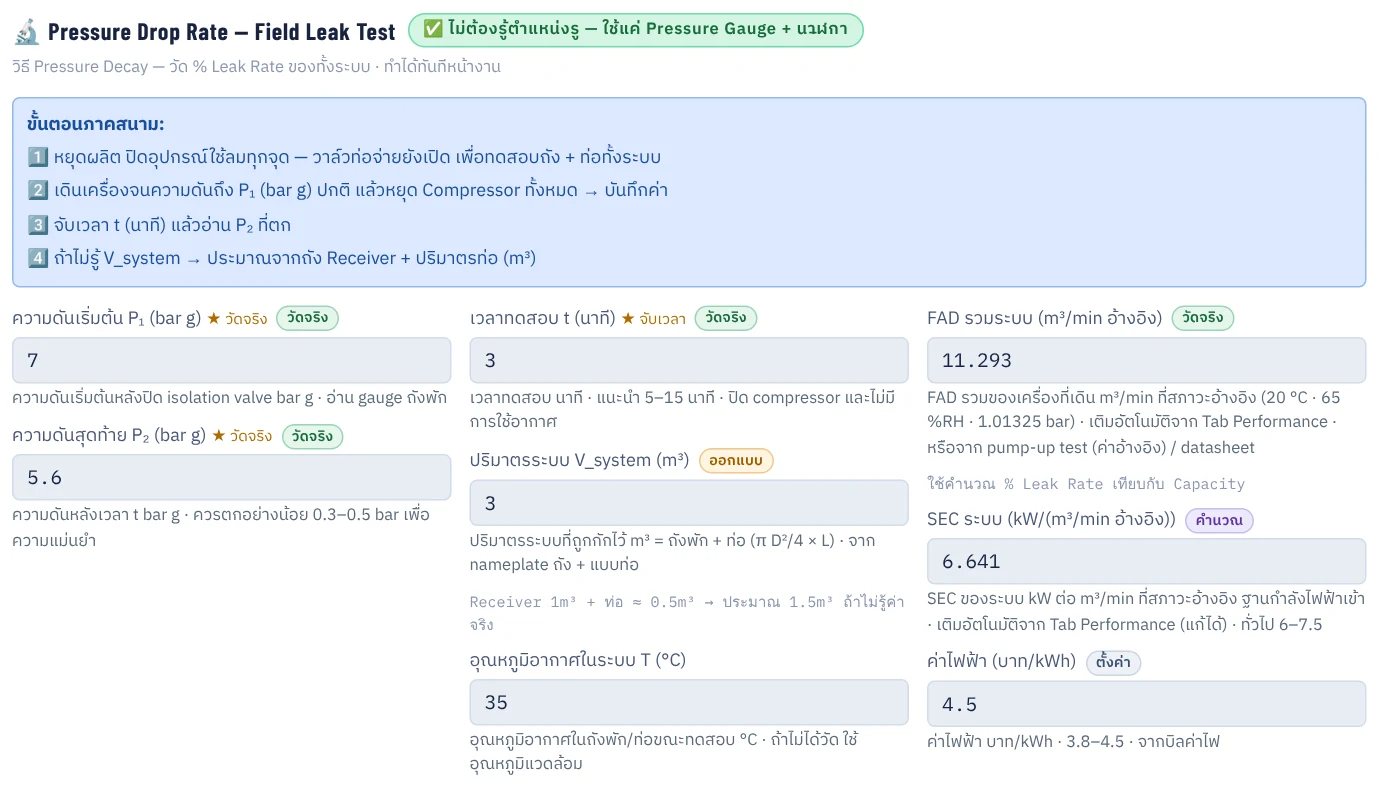 🔬 Pressure Drop Rate — Field Leak Test ✅ ไม่ต้องรู้ตำแหน่งรู — ใช้แค่ Pressure Gauge + นาฬิกา
วิธี Pressure Decay — วัด % Leak Rate ของทั้งระบบ · ทำได้ทันทีหน้างาน
ขั้นตอนภาคสนาม:
1️⃣ หยุดผลิต ปิดอุปกรณ์ใช้ลมทุกจุด — วาล์วท่อจ่ายยังเปิด เพื่อทดสอบถัง + ท่อทั้งระบบ
2️⃣ เดินเครื่องจนความดันถึง P₁ (bar g) ปกติ แล้วหยุด Compressor ทั้งหมด → บันทึกค่า
3️⃣ จับเวลา t (นาที) แล้วอ่าน P₂ ที่ตก
4️⃣ ถ้าไม่รู้ V_system → ประมาณจากถัง Receiver + ปริมาตรท่อ (m³)
ความดันเริ่มต้น P₁ (bar g) ★ วัดจริง วัดจริง
7
ความดันเริ่มต้นหลังปิด isolation valve bar g · อ่าน gauge ถังพัก
ความดันสุดท้าย P₂ (bar g) ★ วัดจริง วัดจริง
5.6
ความดันหลังเวลา t bar g · ควรตกอย่างน้อย 0.3–0.5 bar เพื่อ
ความแม่นยำ
เวลาทดสอบ t (นาที) ★ จับเวลา วัดจริง
3
เวลาทดสอบ นาที · แนะนำ 5–15 นาที · ปิด compressor และไม่มี
การใช้อากาศ
ปริมาตรระบบ V_system (m³) ออกแบบ
3
ปริมาตรระบบที่ถูกกักไว้ m³ = ถังพัก + ท่อ (π D²/4 × L) · จาก
nameplate ถัง + แบบท่อ
Receiver 1m³ + ท่อ ≈ 0.5m³ → ประมาณ 1.5m³ ถ้าไม่รู้ค่า
จริง
อุณหภูมิอากาศในระบบ T (°C)
35
อุณหภูมิอากาศในถังพัก/ท่อขณะทดสอบ °C · ถ้าไม่ได้วัด ใช้
อุณหภูมิแวดล้อม
FAD รวมระบบ (m³/min อ้างอิง) วัดจริง
11.293
FAD รวมของเครื่องที่เดิน m³/min ที่สภาวะอ้างอิง (20 °C · 65
%RH · 1.01325 bar) · เติมอัตโนมัติจาก Tab Performance ·
หรือจาก pump-up test (ค่าอ้างอิง) / datasheet
ใช้คำนวณ % Leak Rate เทียบกับ Capacity
SEC ระบบ (kW/(m³/min อ้างอิง)) คำนวณ
6.641
SEC ของระบบ kW ต่อ m³/min ที่สภาวะอ้างอิง ฐานกำลังไฟฟ้าเข้า
· เติมอัตโนมัติจาก Tab Performance (แก้ได้) · ทั่วไป 6–7.5
ค่าไฟฟ้า (บาท/kWh) ตั้งค่า
4.5
ค่าไฟฟ้า บาท/kWh · 3.8–4.5 · จากบิลค่าไฟ